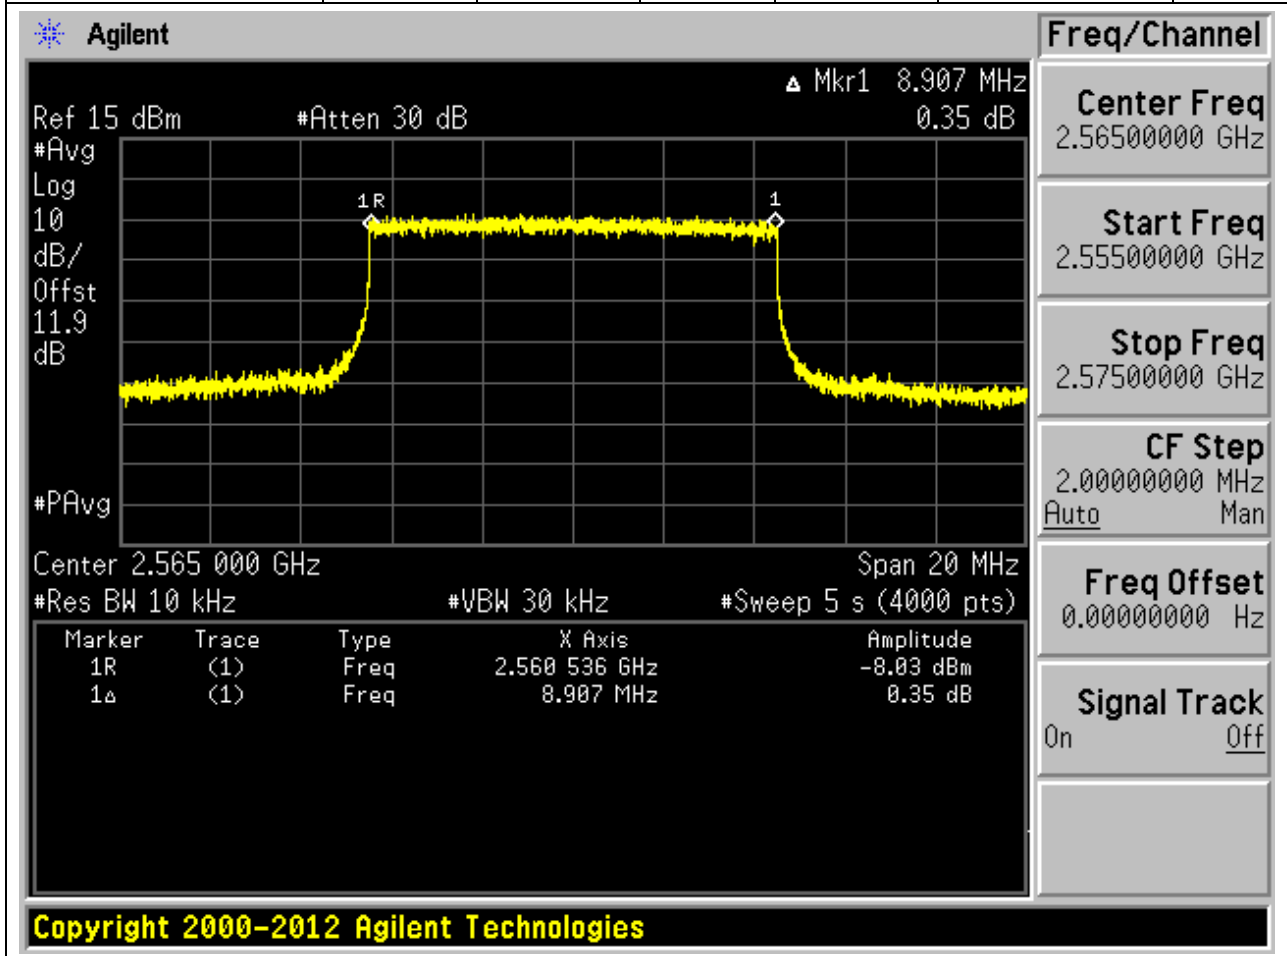 Agilent
Freq/Channel
Δ Mkr1 8.907 MHz
Ref 15 dBm #Atten 30 dB 0.35 dB
#Avg
Log
10
dB/
Offst
11.9
dB
1R
1
#PAvg
Center 2.565 000 GHz Span 20 MHz
#Res BW 10 kHz #VBW 30 kHz #Sweep 5 s (4000 pts)
Marker Trace Type X Axis Amplitude
1R (1) Freq 2.560 536 GHz -8.03 dBm
1Δ (1) Freq 8.907 MHz 0.35 dB
Center Freq
2.56500000 GHz
Start Freq
2.55500000 GHz
Stop Freq
2.57500000 GHz
CF Step
2.00000000 MHz
Auto Man
Freq Offset
0.00000000 Hz
Signal Track
On Off
Copyright 2000-2012 Agilent Technologies